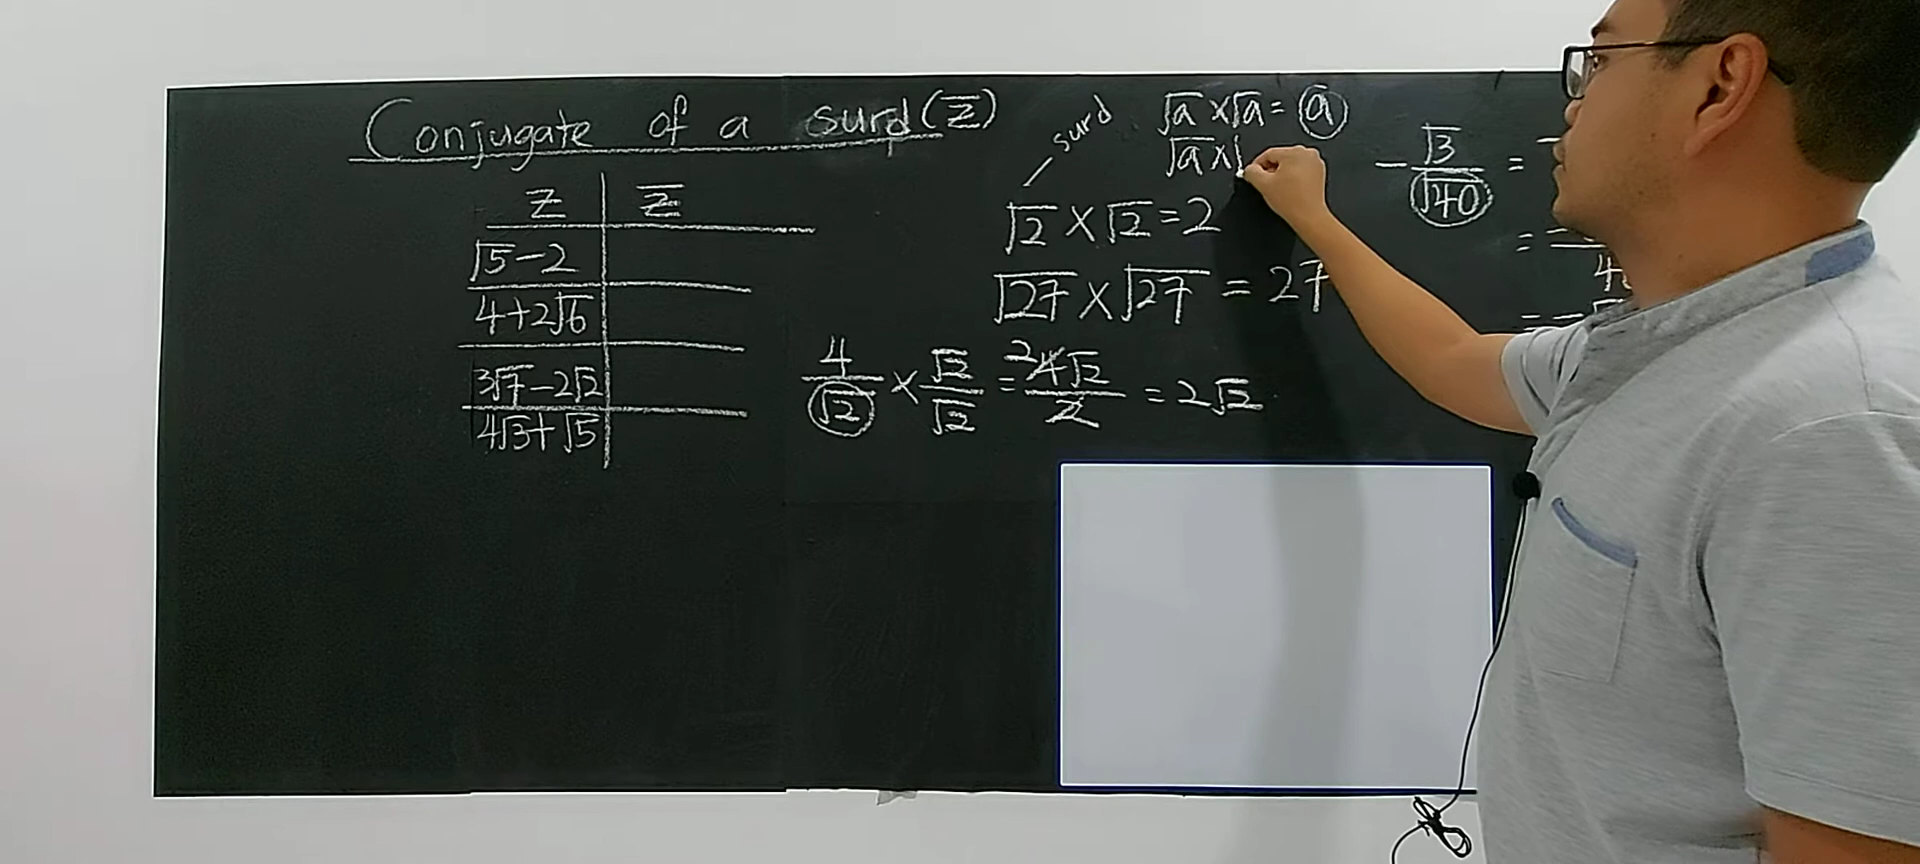 Conjugate of a surd (z̅)
z z̅
√5-2
4+2√6
3√7-2√2
4√3+√5
surd
√a×√a=a
√a×
√2×√2=2
√27×√27=27
4/√2×√2/√2=2 4√2/2=2√2
-√3/√40=
=
4
=